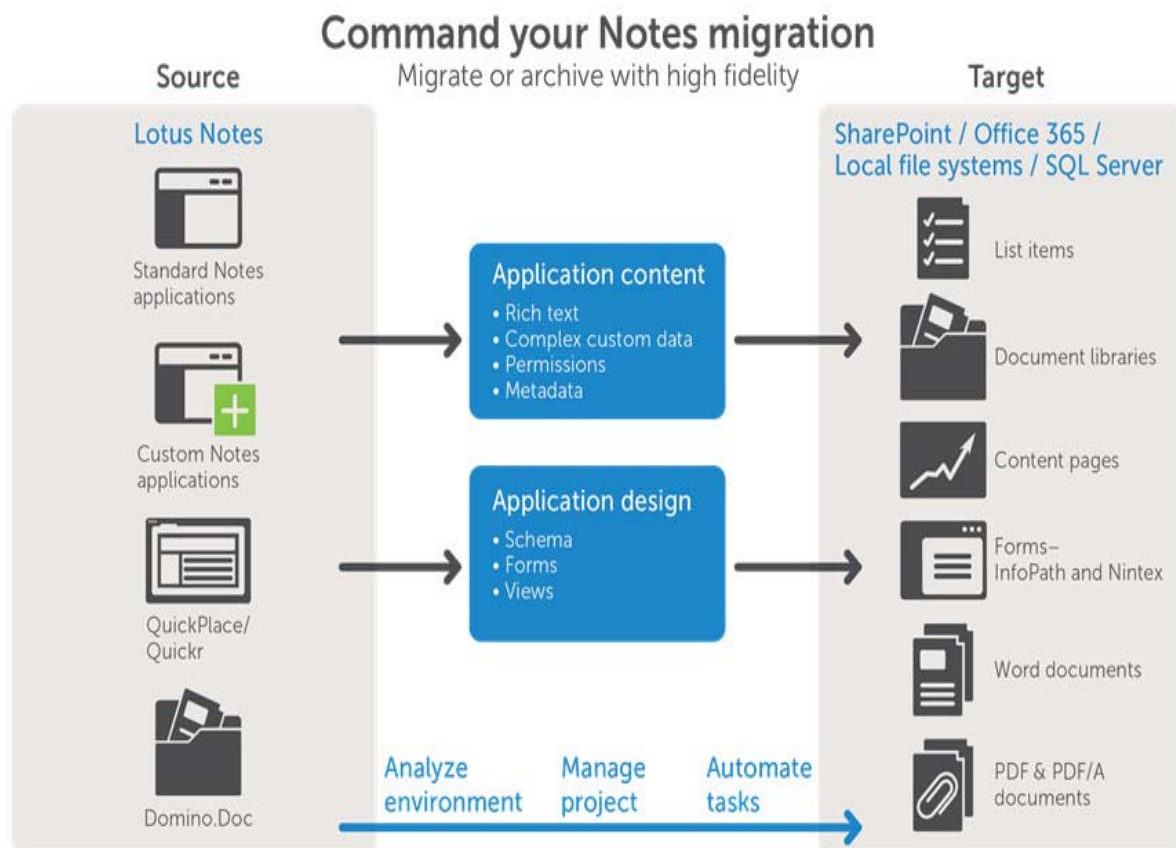 Command your Notes migration
Migrate or archive with high fidelity
Source
Lotus Notes
Standard Notes
applications
Custom Notes
applications
QuickPlace/
Quickr
Domino.Doc
Application content
• Rich text
• Complex custom data
• Permissions
• Metadata
Application design
• Schema
• Forms
• Views
Analyze
environment
Manage
project
Automate
tasks
Target
SharePoint / Office 365 /
Local file systems / SQL Server
List items
Document libraries
Content pages
Forms–
InfoPath and Nintex
Word documents
PDF & PDF/A
documents